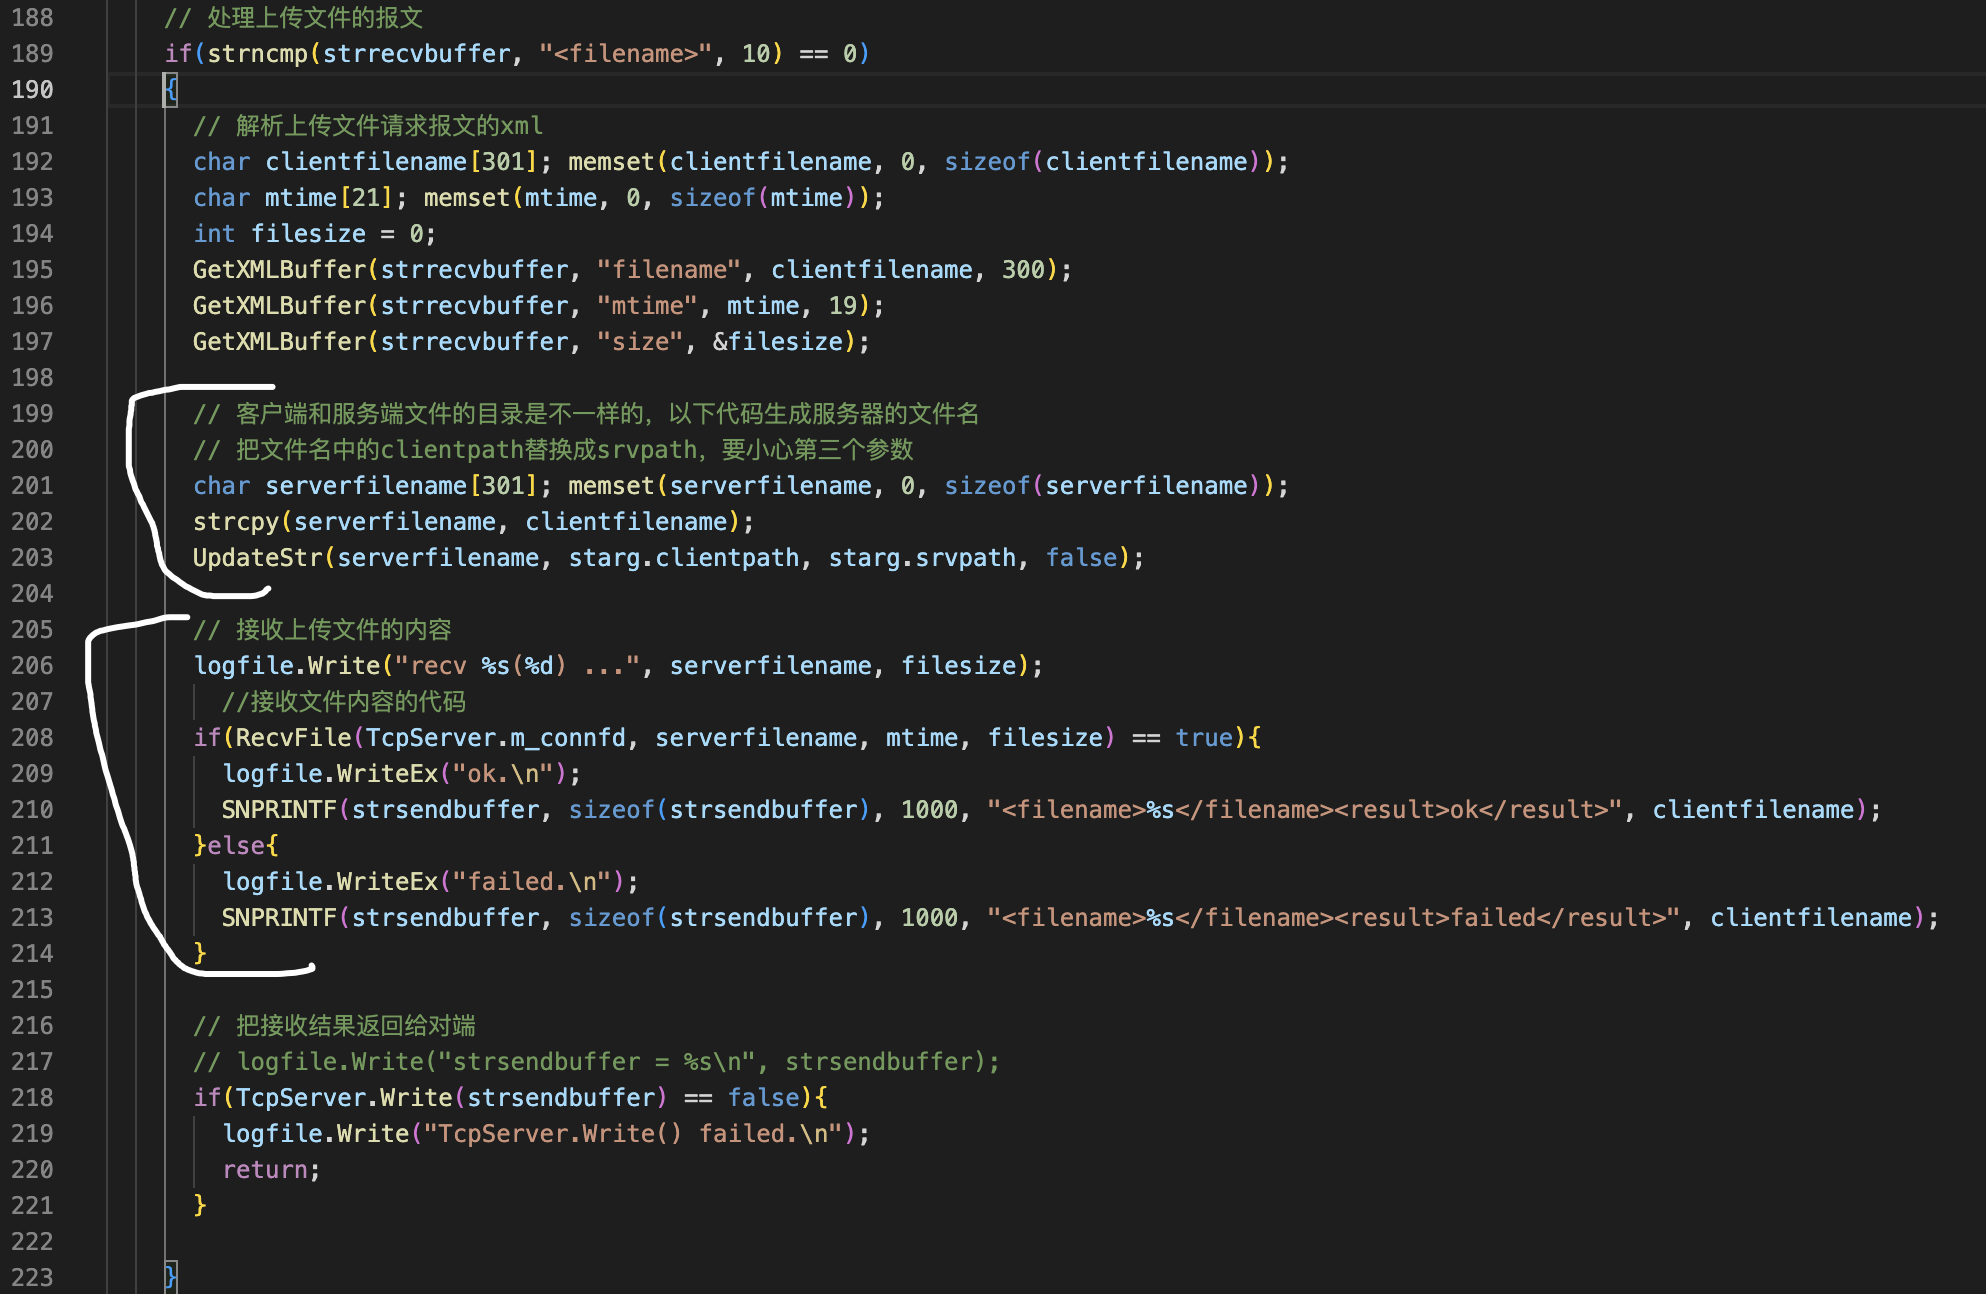 188 // 处理上传文件的报文
189 if(strncmp(strrecvbuffer, "<filename>", 10) == 0)
190 {
191 // 解析上传文件请求报文的xml
192 char clientfilename[301]; memset(clientfilename, 0, sizeof(clientfilename));
193 char mtime[21]; memset(mtime, 0, sizeof(mtime));
194 int filesize = 0;
195 GetXMLBuffer(strrecvbuffer, "filename", clientfilename, 300);
196 GetXMLBuffer(strrecvbuffer, "mtime", mtime, 19);
197 GetXMLBuffer(strrecvbuffer, "size", &filesize);
198
199 // 客户端和服务端文件的目录是不一样的，以下代码生成服务器的文件名
200 // 把文件名中的clientpath替换成srvpath，要小心第三个参数
201 char serverfilename[301]; memset(serverfilename, 0, sizeof(serverfilename));
202 strcpy(serverfilename, clientfilename);
203 UpdateStr(serverfilename, starg.clientpath, starg.srvpath, false);
204
205 // 接收上传文件的内容
206 logfile.Write("recv %s(%d) ...", serverfilename, filesize);
207 //接收文件内容的代码
208 if(RecvFile(TcpServer.m_connfd, serverfilename, mtime, filesize) == true){
209 logfile.WriteEx("ok.\n");
210 SNPRINTF(strsendbuffer, sizeof(strsendbuffer), 1000, "<filename>%s</filename><result>ok</result>", clientfilename);
211 }else{
212 logfile.WriteEx("failed.\n");
213 SNPRINTF(strsendbuffer, sizeof(strsendbuffer), 1000, "<filename>%s</filename><result>failed</result>", clientfilename);
214 }
215
216 // 把接收结果返回给对端
217 // logfile.Write("strsendbuffer = %s\n", strsendbuffer);
218 if(TcpServer.Write(strsendbuffer) == false){
219 logfile.Write("TcpServer.Write() failed.\n");
220 return;
221 }
222
223 }